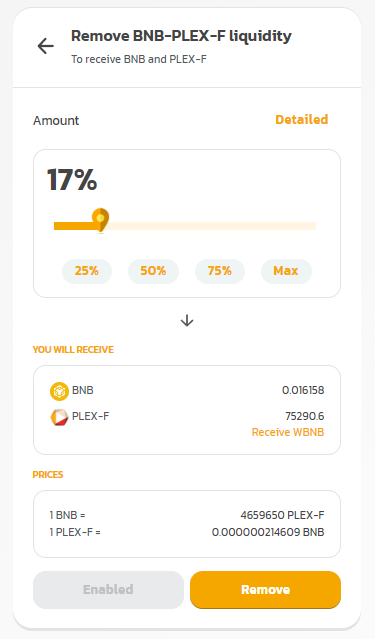 Remove BNB-PLEX-F liquidity
To receive BNB and PLEX-F
Amount Detailed
17%
25% 50% 75% Max
YOU WILL RECEIVE
BNB 0.016158
PLEX-F 75290.6
Receive WBNB
PRICES
1 BNB = 4659650 PLEX-F
1 PLEX-F = 0.000000214609 BNB
Enabled Remove